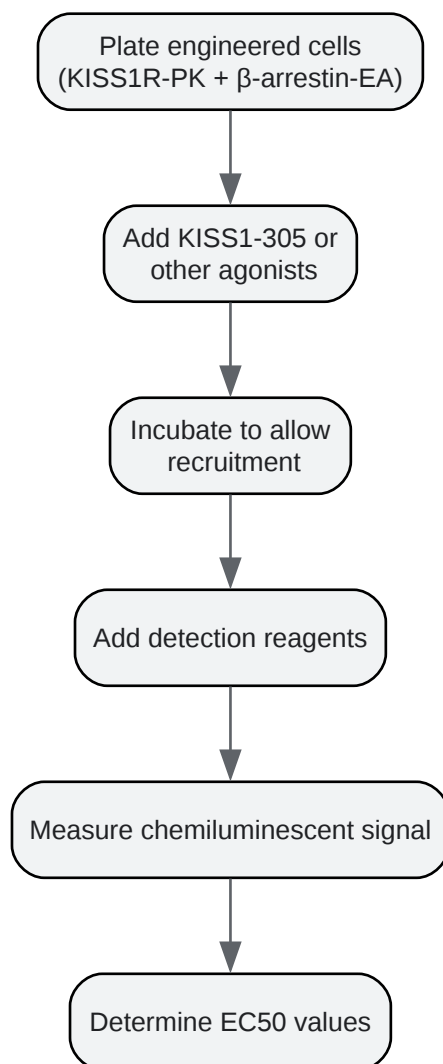 Plate engineered cells
(KISS1R-PK + β-arrestin-EA)
Add KISS1-305 or
other agonists
Incubate to allow
recruitment
Add detection reagents
Measure chemiluminescent signal
Determine EC50 values